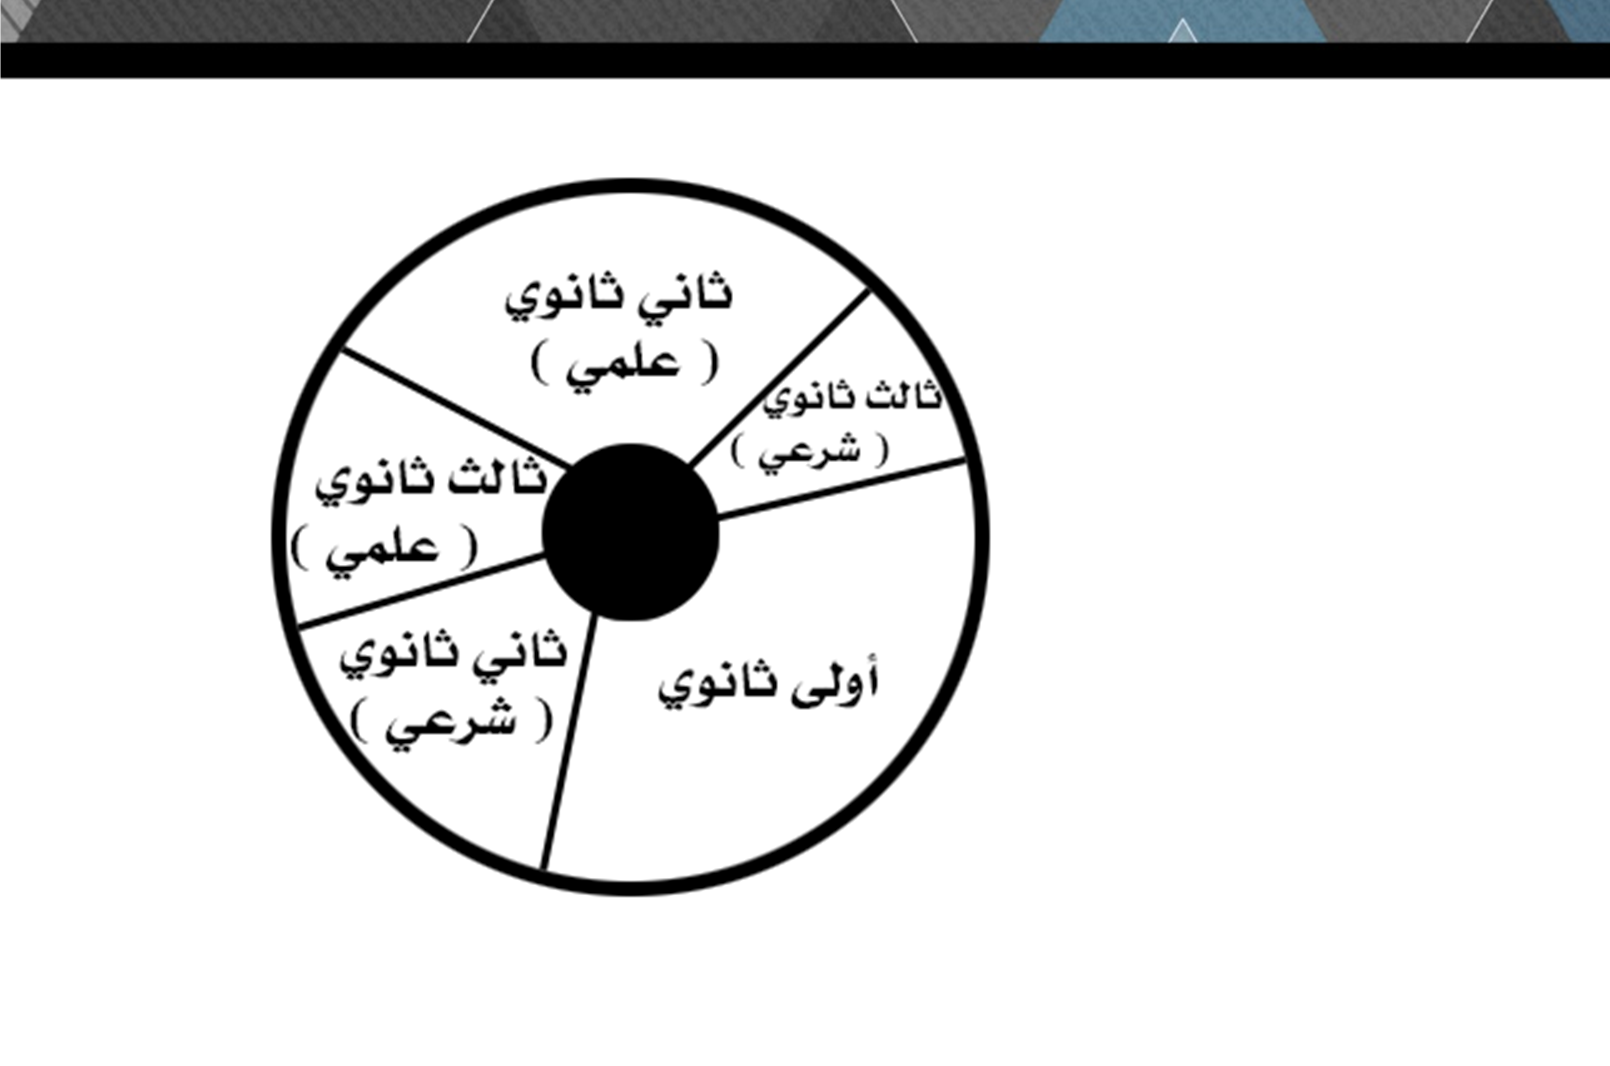 ثاني ثانوي
( علمي )
ثالث ثانوي
( شرعي )
ثالث ثانوي
( علمي )
ثاني ثانوي
( شرعي )
أولى ثانوي